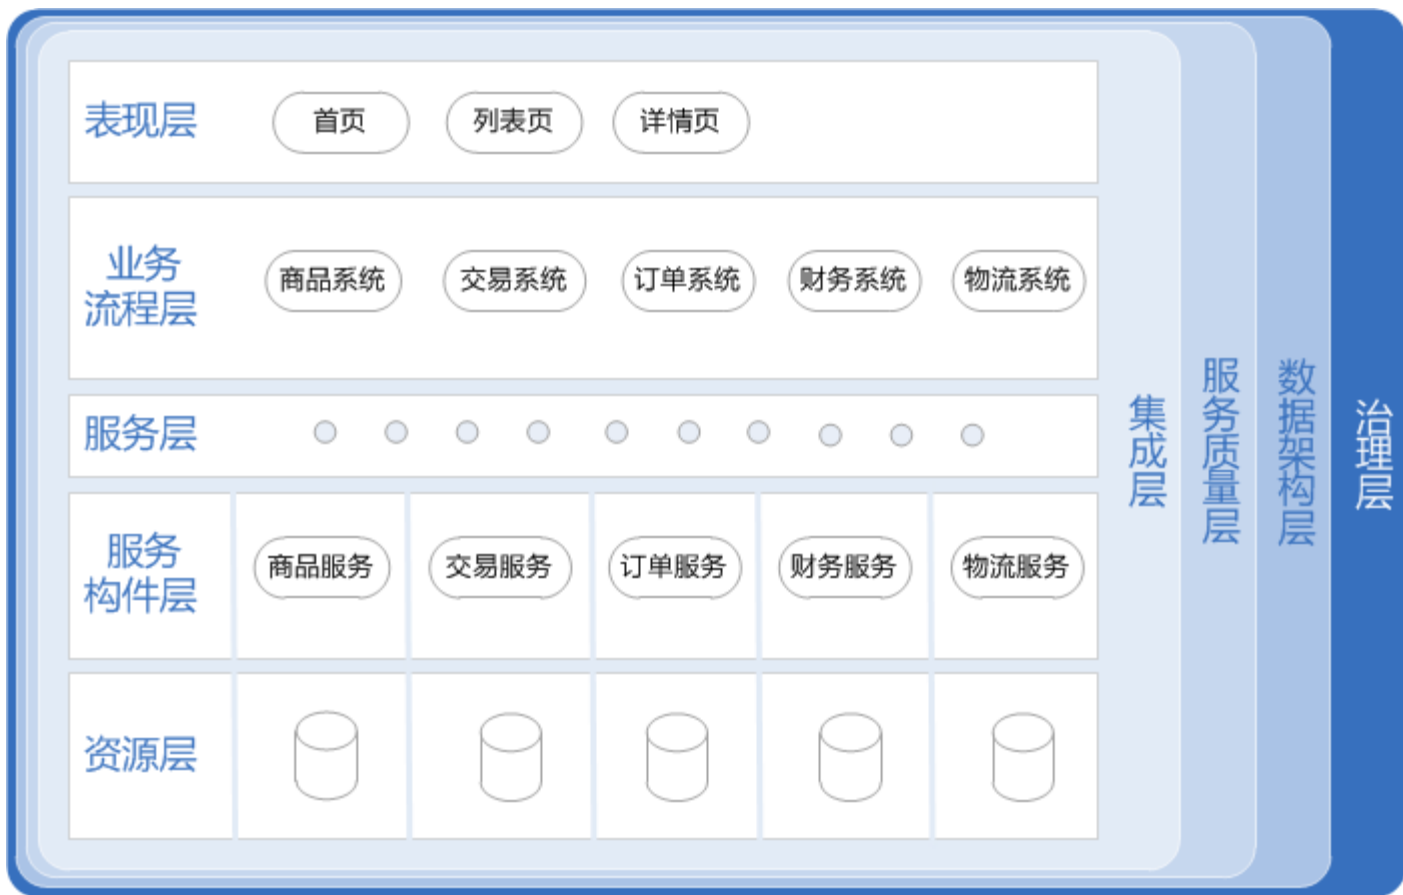 表现层
首页
列表页
详情页
业务
流程层
商品系统
交易系统
订单系统
财务系统
物流系统
服务层
服务
构件层
商品服务
交易服务
订单服务
财务服务
物流服务
资源层
集成层
服务质量层
数据架构层
治理层